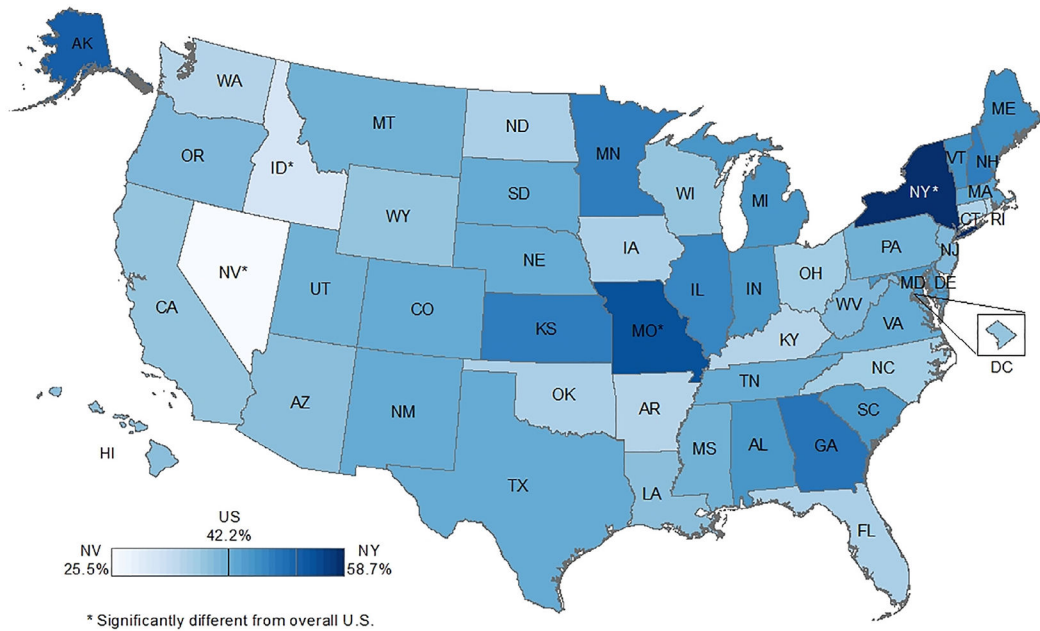 AK
WA
MT
ND
MN
ME
OR
ID*
SD
WI
MI
VT
NH
NY*
MA
CT
RI
WY
IA
NE
PA
NJ
NV*
UT
CO
IL
IN
OH
MD
DE
CA
KS
MO*
WV
VA
KY
DC
AZ
NM
OK
AR
TN
NC
SC
HI
TX
LA
MS
AL
GA
FL
US
42.2%
NV
NY
25.5%
58.7%
* Significantly different from overall U.S.